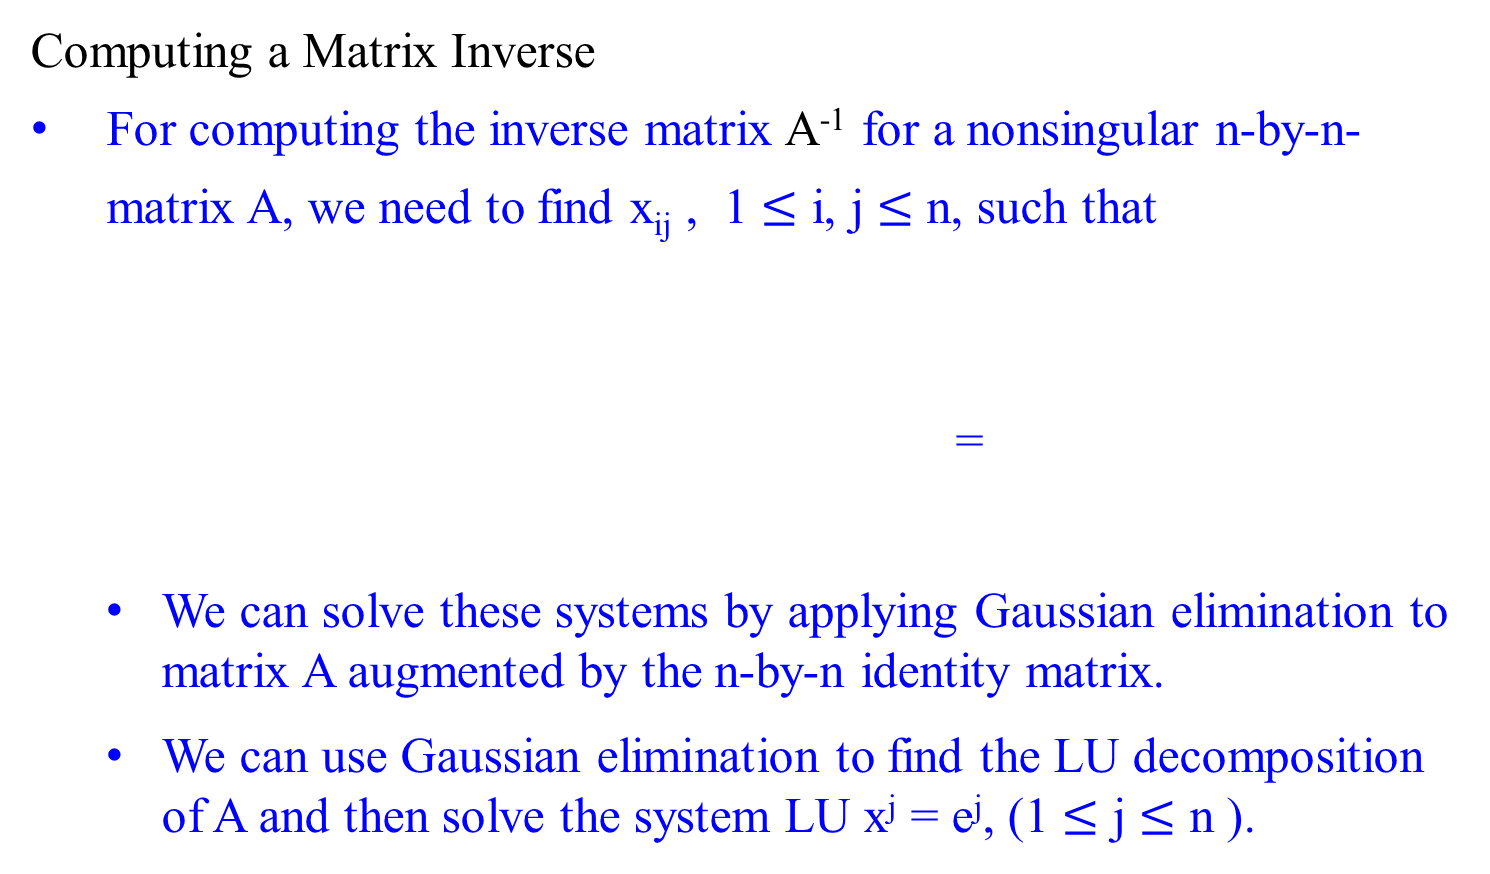 Computing a Matrix Inverse
• For computing the inverse matrix A⁻¹ for a nonsingular n-by-n-
matrix A, we need to find xᵢⱼ , 1 ≤ i, j ≤ n, such that
=
• We can solve these systems by applying Gaussian elimination to
matrix A augmented by the n-by-n identity matrix.
• We can use Gaussian elimination to find the LU decomposition
of A and then solve the system LU xʲ = eʲ, (1 ≤ j ≤ n ).